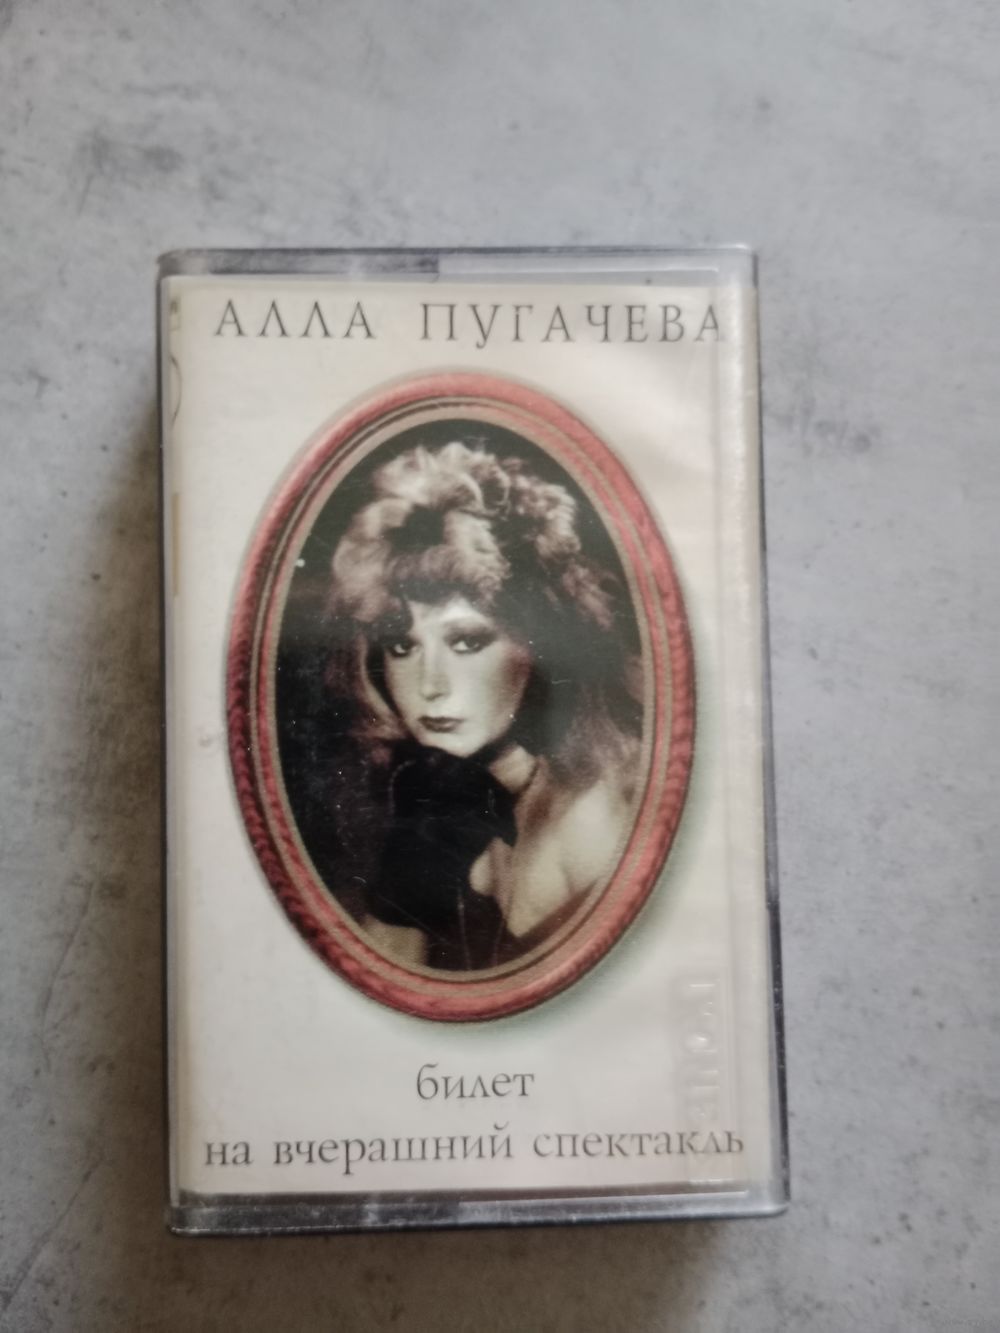 АЛЛА ПУГАЧЕВА
билет
на вчерашний спектакль